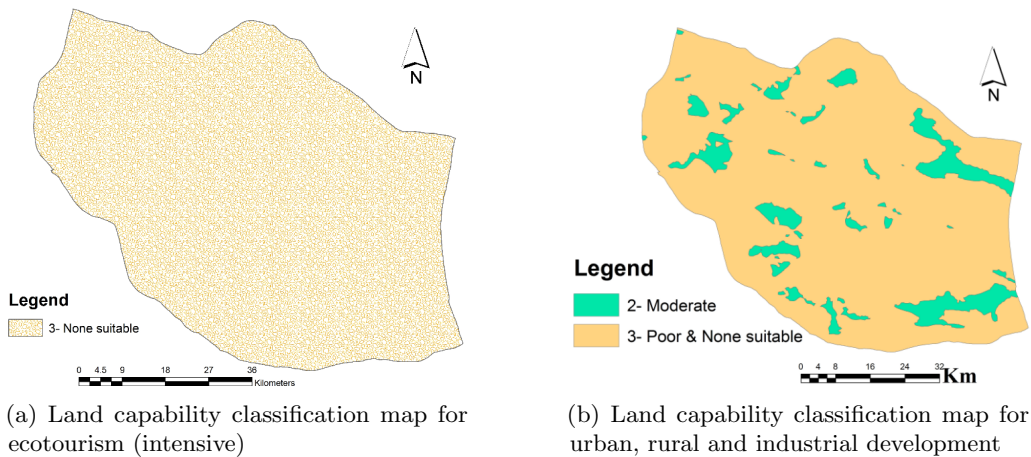 N
Legend
3- None suitable
0 4.5 9 18 27 36
Kilometers
(a) Land capability classification map for
ecotourism (intensive)
N
Legend
2- Moderate
3- Poor & None suitable
0 4 8 16 24 32
Km
(b) Land capability classification map for
urban, rural and industrial development